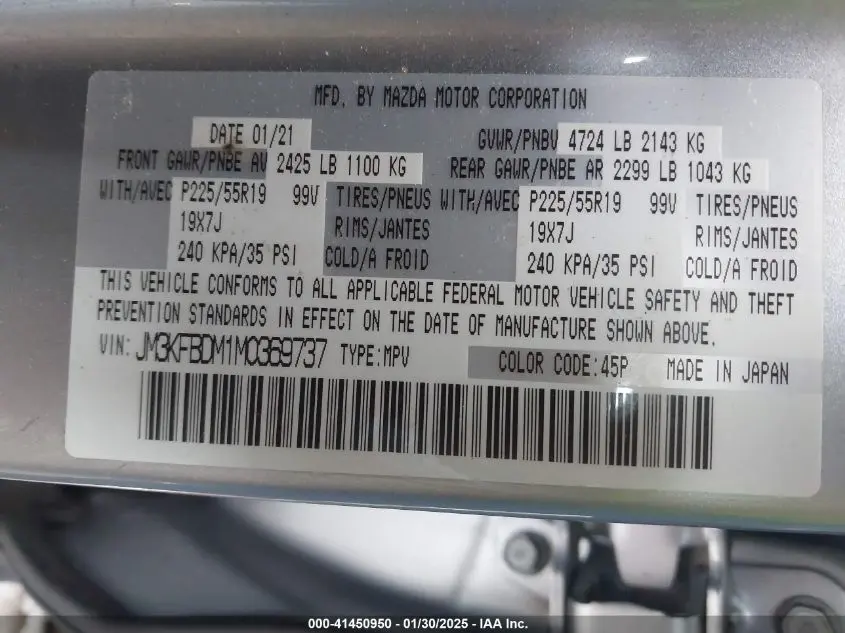 MFD. BY MAZDA MOTOR CORPORATION
DATE 01/21 GVWR/PNBV 4724 LB 2143 KG
FRONT GAWR/PNBE AV 2425 LB 1100 KG REAR GAWR/PNBE AR 2299 LB 1043 KG
WITH/AVEC P225/55R19 99V TIRES/PNEUS WITH/AVEC P225/55R19 99V TIRES/PNEUS
19X7J RIMS/JANTES 19X7J RIMS/JANTES
240 KPA/35 PSI COLD/A FROID 240 KPA/35 PSI COLD/A FROID
THIS VEHICLE CONFORMS TO ALL APPLICABLE FEDERAL MOTOR VEHICLE SAFETY AND THEFT
PREVENTION STANDARDS IN EFFECT ON THE DATE OF MANUFACTURE SHOWN ABOVE.
VIN: JM3KFBDM1M0369737 TYPE:MPV COLOR CODE:45P MADE IN JAPAN
000-41450950 - 01/30/2025 - IAA Inc.